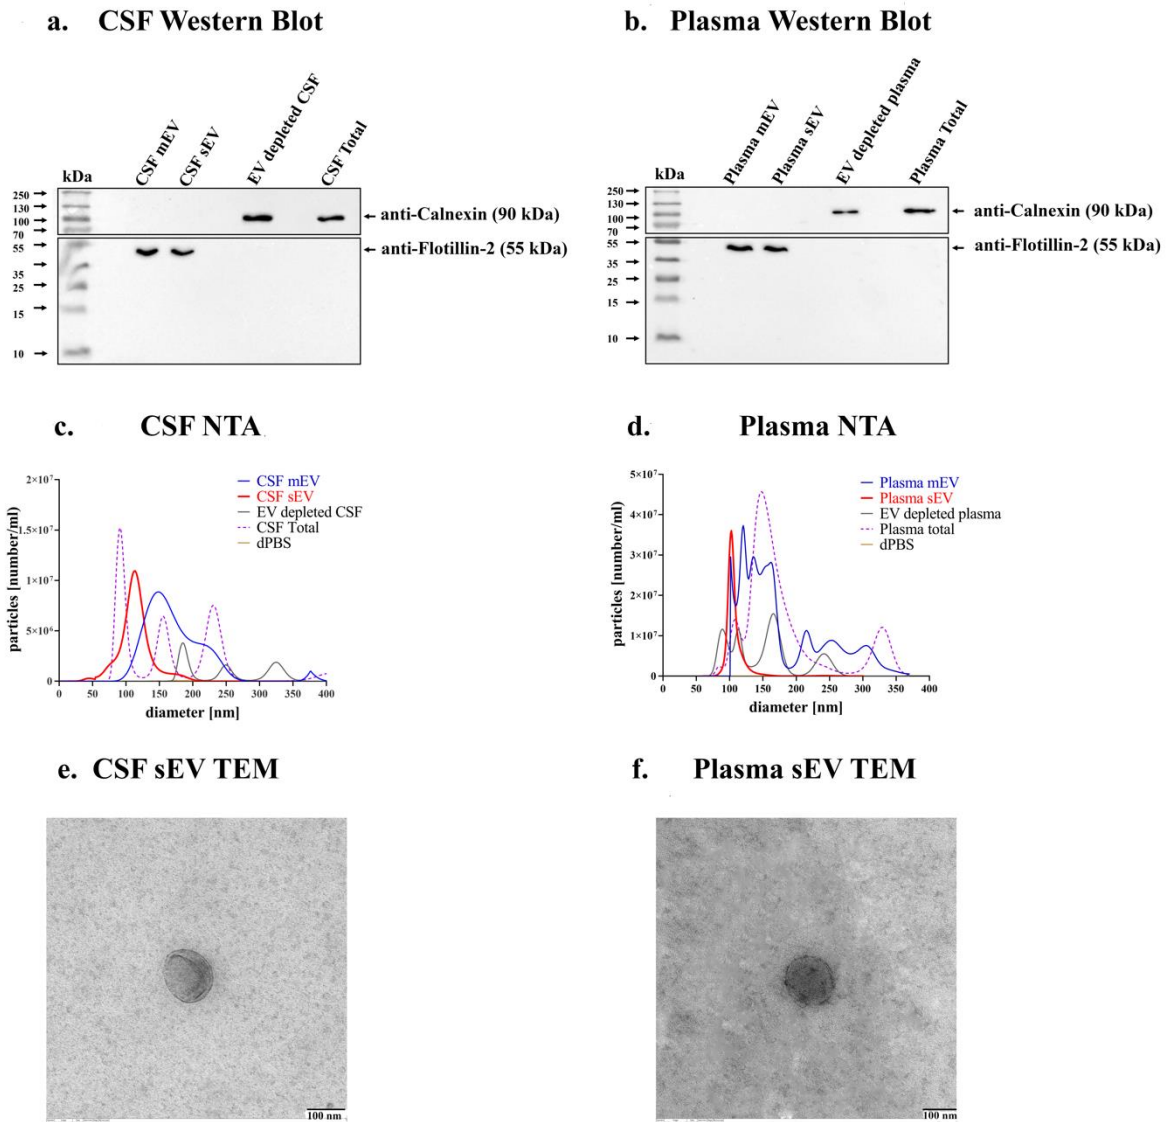 a. CSF Western Blot
CSF mEV
CSF sEV
EV depleted CSF
CSF Total
kDa
250
130
100
70
55
35
25
15
10
anti-Calnexin (90 kDa)
anti-Flotillin-2 (55 kDa)
b. Plasma Western Blot
Plasma mEV
Plasma sEV
EV depleted plasma
Plasma Total
kDa
250
130
100
70
55
35
25
15
10
anti-Calnexin (90 kDa)
anti-Flotillin-2 (55 kDa)
c. CSF NTA
particles [number/ml]
2×10⁷
1.5×10⁷
1×10⁷
5×10⁶
0
0 50 100 150 200 250 300 350 400
diameter [nm]
CSF mEV
CSF sEV
EV depleted CSF
CSF Total
dPBS
d. Plasma NTA
particles [number/ml]
5×10⁷
4×10⁷
3×10⁷
2×10⁷
1×10⁷
0
0 50 100 150 200 250 300 350 400
diameter [nm]
Plasma mEV
Plasma sEV
EV depleted plasma
Plasma total
dPBS
e. CSF sEV TEM
100 nm
f. Plasma sEV TEM
100 nm